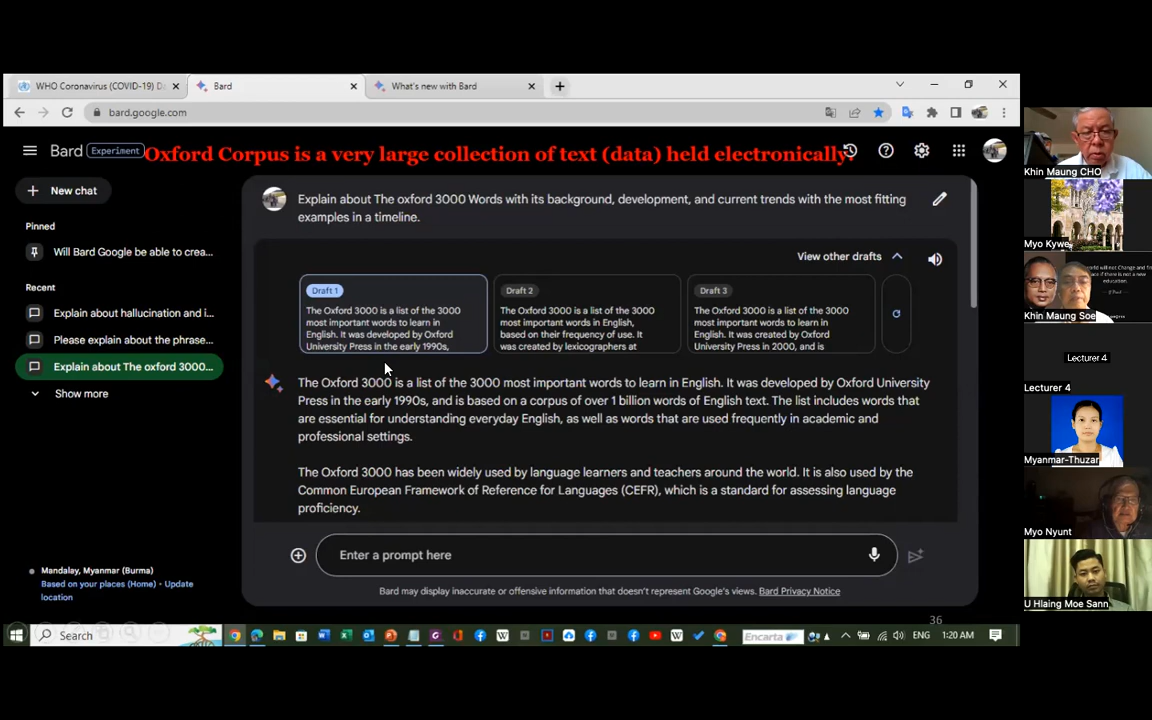 WHO Coronavirus (COVID-19) D
Bard
What's new with Bard
bard.google.com
Bard
Experiment
Oxford Corpus is a very large collection of text (data) held electronically.
New chat
Pinned
Will Bard Google be able to crea...
Recent
Explain about hallucination and i...
Please explain about the phrase...
Explain about The oxford 3000...
Show more
Mandalay, Myanmar (Burma)
Based on your places (Home) • Update
location
Explain about The oxford 3000 Words with its background, development, and current trends with the most fitting
examples in a timeline.
View other drafts
Draft 1
The Oxford 3000 is a list of the 3000
most important words to learn in
English. It was developed by Oxford
University Press in the early 1990s,
Draft 2
The Oxford 3000 is a list of the 3000
most important words in English,
based on their frequency of use. It
was created by lexicographers at
Draft 3
The Oxford 3000 is a list of the 3000
most important words to learn in
English. It was created by Oxford
University Press in 2000, and is
The Oxford 3000 is a list of the 3000 most important words to learn in English. It was developed by Oxford University
Press in the early 1990s, and is based on a corpus of over 1 billion words of English text. The list includes words that
are essential for understanding everyday English, as well as words that are used frequently in academic and
professional settings.
The Oxford 3000 has been widely used by language learners and teachers around the world. It is also used by the
Common European Framework of Reference for Languages (CEFR), which is a standard for assessing language
proficiency.
Enter a prompt here
Bard may display inaccurate or offensive information that doesn't represent Google's views. Bard Privacy Notice
36
Search
Encarta
ENG
1:20 AM
Khin Maung CHO
Myo Kywe
world will not Change and
if there is not a new
education.
Khin Maung Soe
Lecturer 4
Lecturer 4
Myanmar-Thuzar
Myo Nyunt
U Hlaing Moe Sann